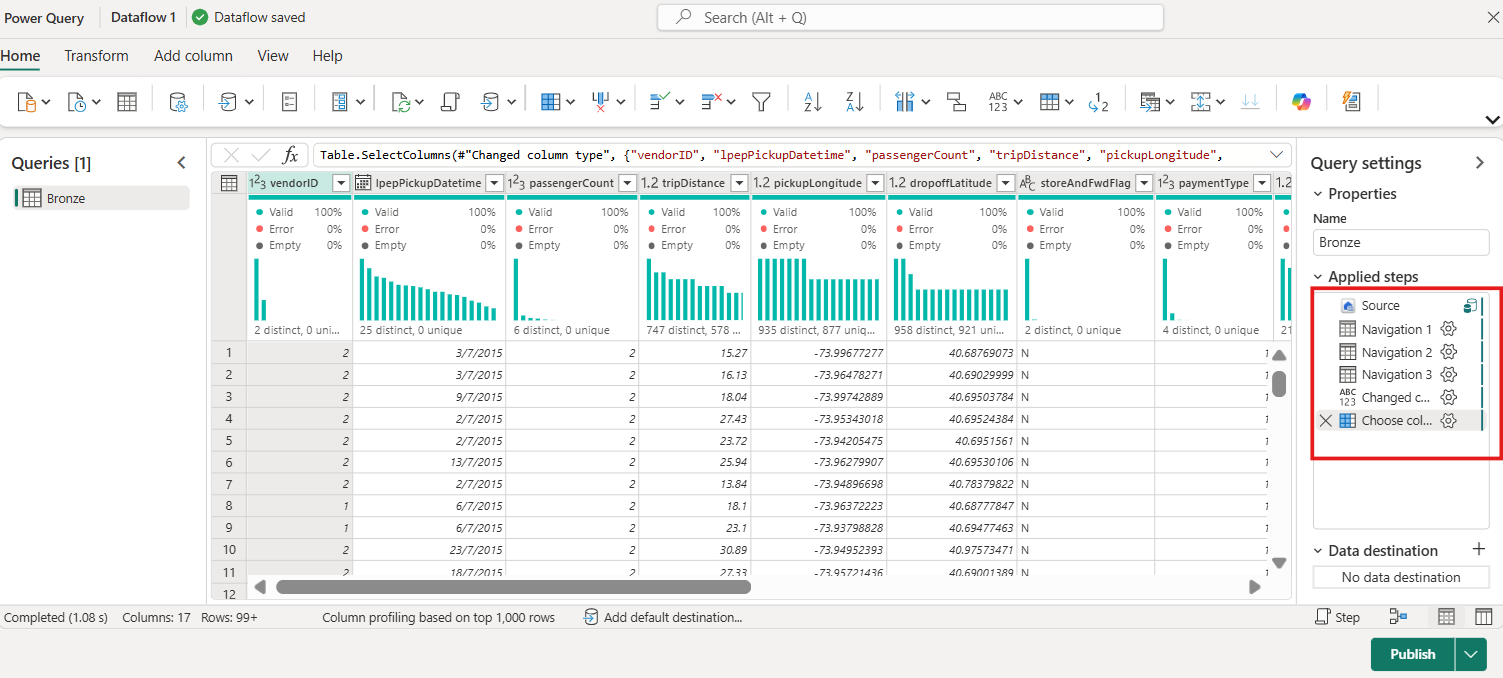 Power Query Dataflow 1 Dataflow saved Search (Alt + Q)
Home Transform Add column View Help
Queries [1]
Bronze
fx Table.SelectColumns(#"Changed column type", {"vendorID", "lpepPickupDatetime", "passengerCount", "tripDistance", "pickupLongitude",
1²3 vendorID lpepPickupDatetime 1²3 passengerCount 1.2 tripDistance 1.2 pickupLongitude 1.2 dropoffLatitude ABC storeAndFwdFlag 1²3 paymentType 1.2
Valid 100% Valid 100% Valid 100% Valid 100% Valid 100% Valid 100% Valid 100% Valid 100%
Error 0% Error 0% Error 0% Error 0% Error 0% Error 0% Error 0% Error 0%
Empty 0% Empty 0% Empty 0% Empty 0% Empty 0% Empty 0% Empty 0% Empty 0%
2 distinct, 0 uni... 25 distinct, 0 unique 6 distinct, 0 unique 747 distinct, 578 ... 935 distinct, 877 uniq... 958 distinct, 921 uni... 2 distinct, 0 unique 4 distinct, 0 unique 21
1 2 3/7/2015 2 15.27 -73.99677277 40.68769073 N 1
2 2 3/7/2015 2 16.13 -73.96478271 40.69029999 N 1
3 2 9/7/2015 2 18.04 -73.99742889 40.69503784 N 1
4 2 2/7/2015 2 27.43 -73.95343018 40.69524384 N 1
5 2 2/7/2015 2 23.72 -73.94205475 40.6951561 N 1
6 2 13/7/2015 2 25.94 -73.96279907 40.69530106 N 1
7 2 2/7/2015 2 13.84 -73.94896698 40.78379822 N 1
8 1 6/7/2015 2 18.1 -73.96372223 40.68777847 N 1
9 1 6/7/2015 2 23.1 -73.93798828 40.69477463 N 1
10 2 23/7/2015 2 30.89 -73.94952393 40.97573471 N 1
11 2 18/7/2015 2 27.33 -73.95721436 40.69001389 N 1
12
Query settings
Properties
Name
Bronze
Applied steps
Source
Navigation 1
Navigation 2
Navigation 3
ABC 123 Changed c...
Choose col...
Data destination
No data destination
Completed (1.08 s) Columns: 17 Rows: 99+ Column profiling based on top 1,000 rows Add default destination... Step
Publish